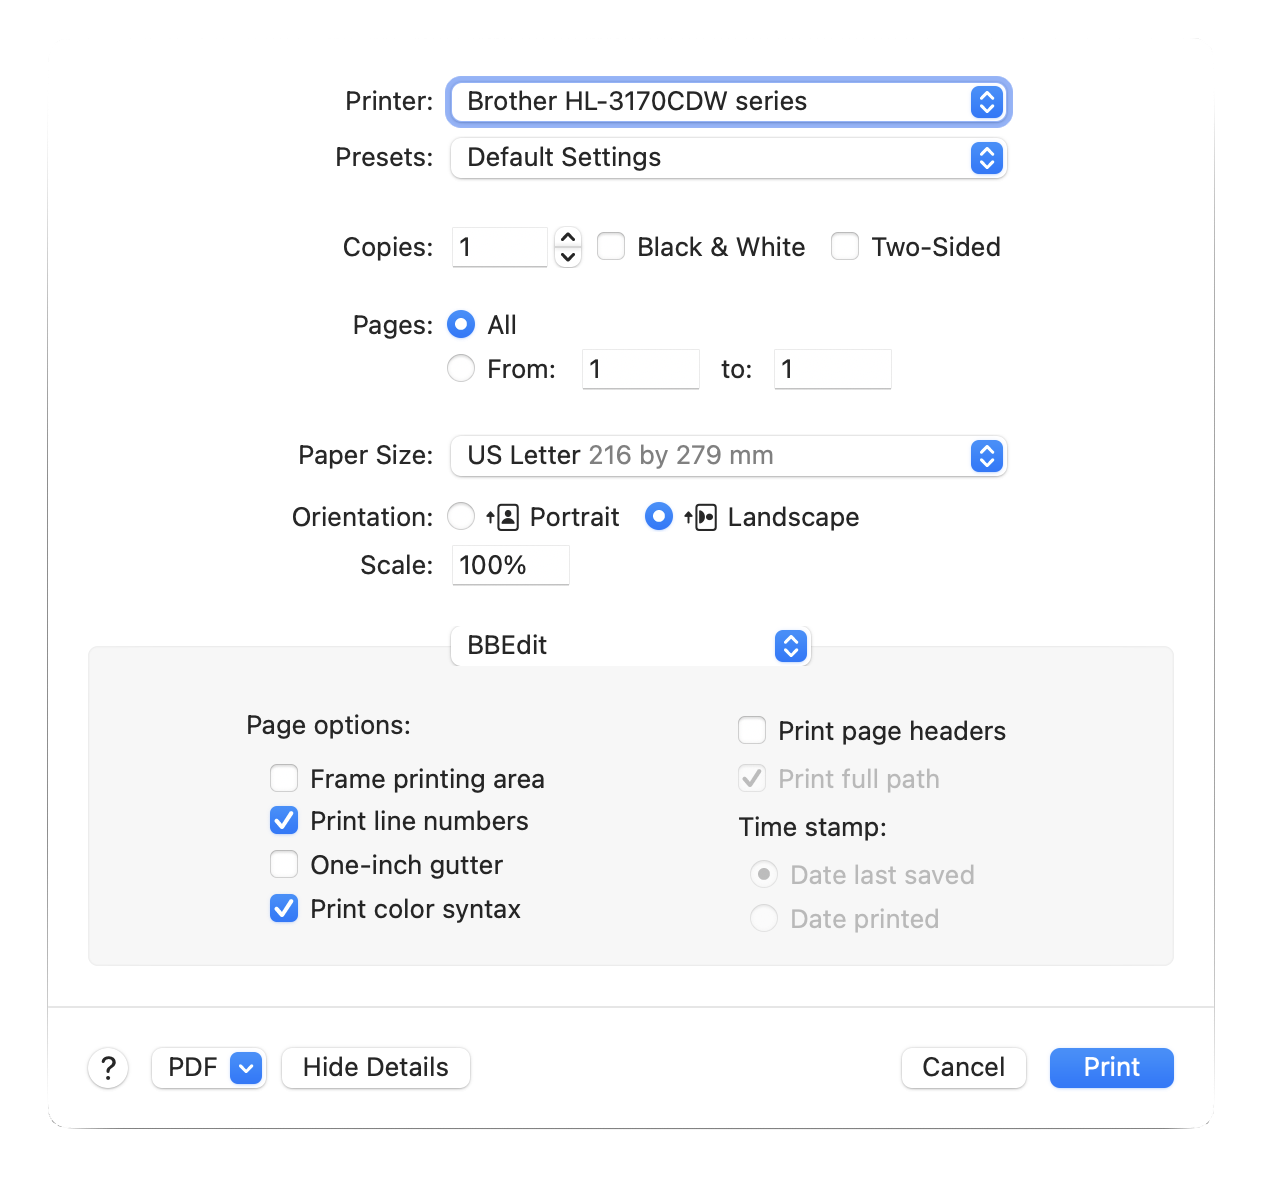 Printer: Brother HL-3170CDW series
Presets: Default Settings
Copies: 1 Black & White Two-Sided
Pages: All
From: 1 to: 1
Paper Size: US Letter 216 by 279 mm
Orientation: Portrait Landscape
Scale: 100%
BBEdit
Page options:
Frame printing area
Print line numbers
One-inch gutter
Print color syntax
Print page headers
Print full path
Time stamp:
Date last saved
Date printed
? PDF Hide Details Cancel Print